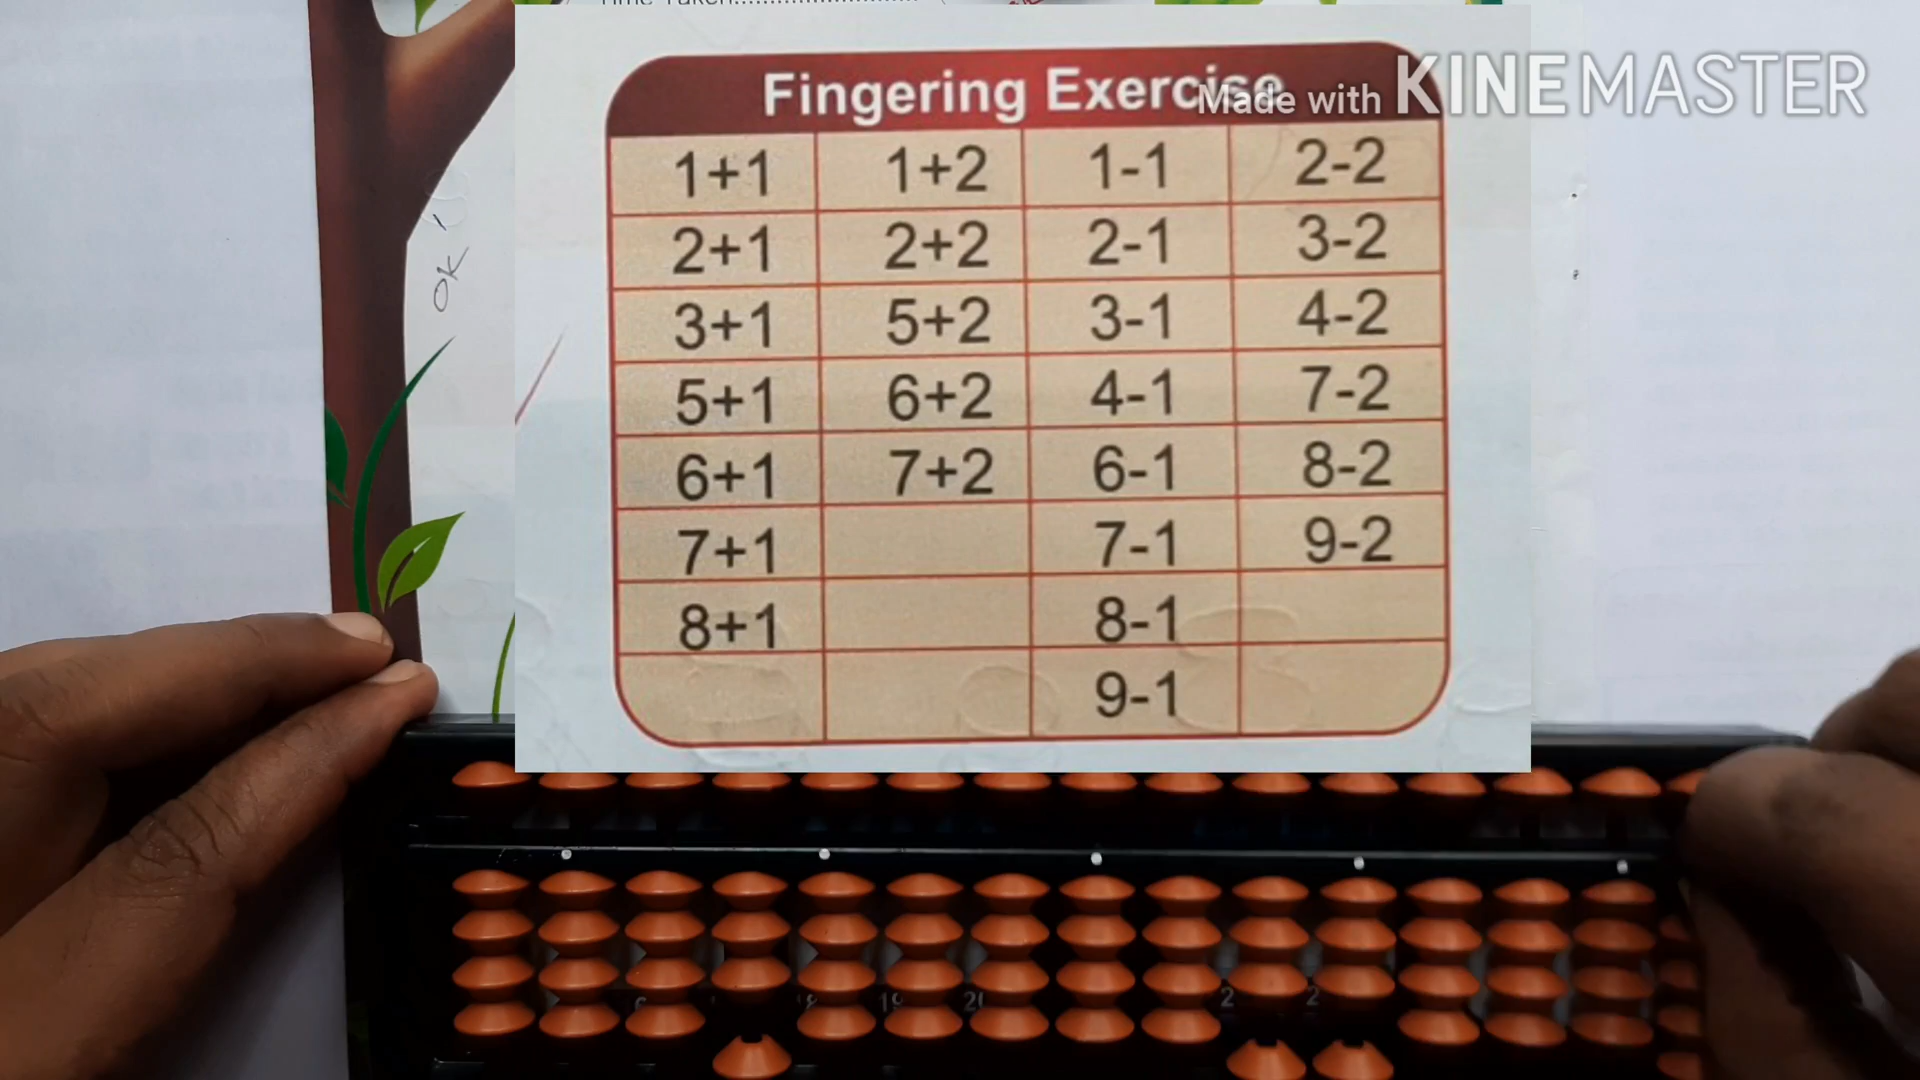 Time Taken
Fingering Exercise
Made with KINEMASTER
1+1 1+2 1-1 2-2
2+1 2+2 2-1 3-2
3+1 5+2 3-1 4-2
5+1 6+2 4-1 7-2
6+1 7+2 6-1 8-2
7+1 7-1 9-2
8+1 8-1
9-1
OK